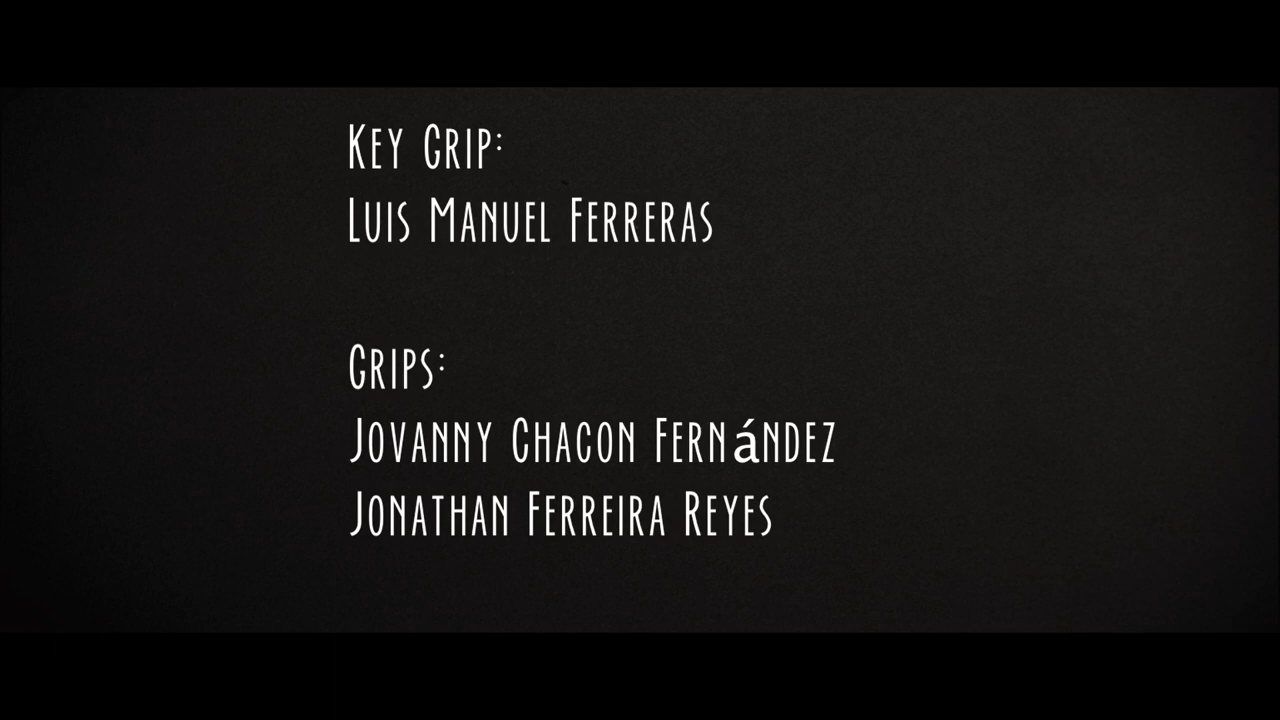 Key Grip:
Luis Manuel Ferreras
Grips:
Jovanny Chacon Fernández
Jonathan Ferreira Reyes